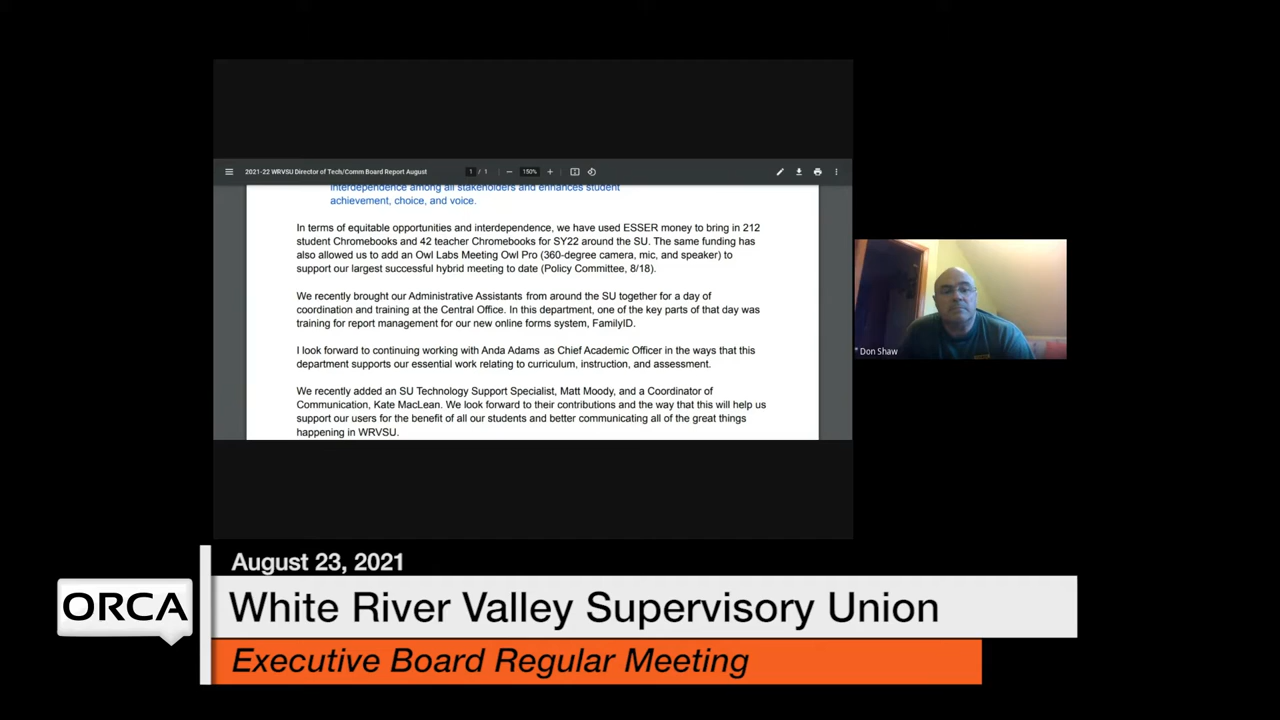 2021-22 WRVSU Director of Tech/Comm Board Report August
1 / 1
150%
interdependence among all stakeholders and enhances student
achievement, choice, and voice.
In terms of equitable opportunities and interdependence, we have used ESSER money to bring in 212
student Chromebooks and 42 teacher Chromebooks for SY22 around the SU. The same funding has
also allowed us to add an Owl Labs Meeting Owl Pro (360-degree camera, mic, and speaker) to
support our largest successful hybrid meeting to date (Policy Committee, 8/18).
We recently brought our Administrative Assistants from around the SU together for a day of
coordination and training at the Central Office. In this department, one of the key parts of that day was
training for report management for our new online forms system, FamilyID.
I look forward to continuing working with Anda Adams as Chief Academic Officer in the ways that this
department supports our essential work relating to curriculum, instruction, and assessment.
We recently added an SU Technology Support Specialist, Matt Moody, and a Coordinator of
Communication, Kate MacLean. We look forward to their contributions and the way that this will help us
support our users for the benefit of all our students and better communicating all of the great things
happening in WRVSU.
Don Shaw
August 23, 2021
ORCA
White River Valley Supervisory Union
Executive Board Regular Meeting